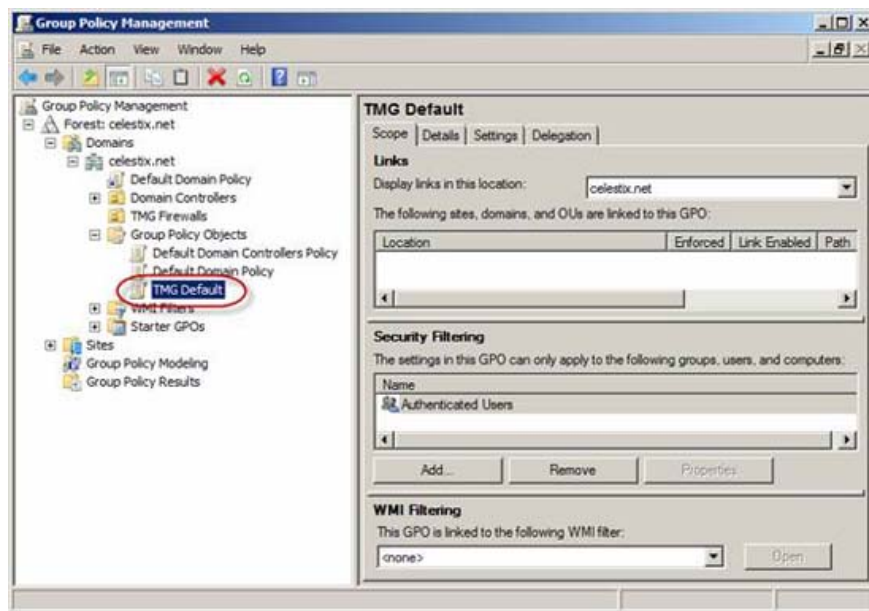 Group Policy Management
File Action View Window Help
Group Policy Management
Forest: celestix.net
Domains
celestix.net
Default Domain Policy
Domain Controllers
TMG Firewalls
Group Policy Objects
Default Domain Controllers Policy
Default Domain Policy
TMG Default
WMI Filters
Starter GPOs
Sites
Group Policy Modeling
Group Policy Results
TMG Default
Scope Details Settings Delegation
Links
Display links in this location: celestix.net
The following sites, domains, and OUs are linked to this GPO:
Location Enforced Link Enabled Path
Security Filtering
The settings in this GPO can only apply to the following groups, users, and computers:
Name
Authenticated Users
Add... Remove Properties
WMI Filtering
This GPO is linked to the following WMI filter:
<none> Open